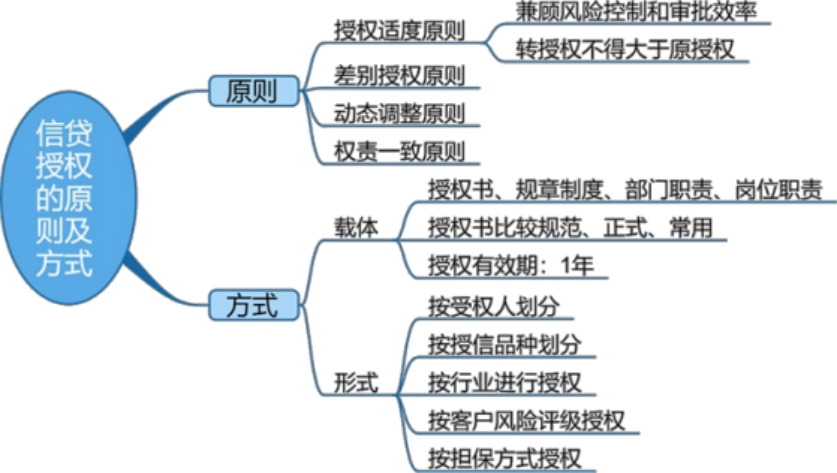 信贷
授权
的原
则及
方式
原则
授权适度原则
兼顾风险控制和审批效率
转授权不得大于原授权
差别授权原则
动态调整原则
权责一致原则
方式
载体
授权书、规章制度、部门职责、岗位职责
授权书比较规范、正式、常用
授权有效期：1年
形式
按受权人划分
按授信品种划分
按行业进行授权
按客户风险评级授权
按担保方式授权